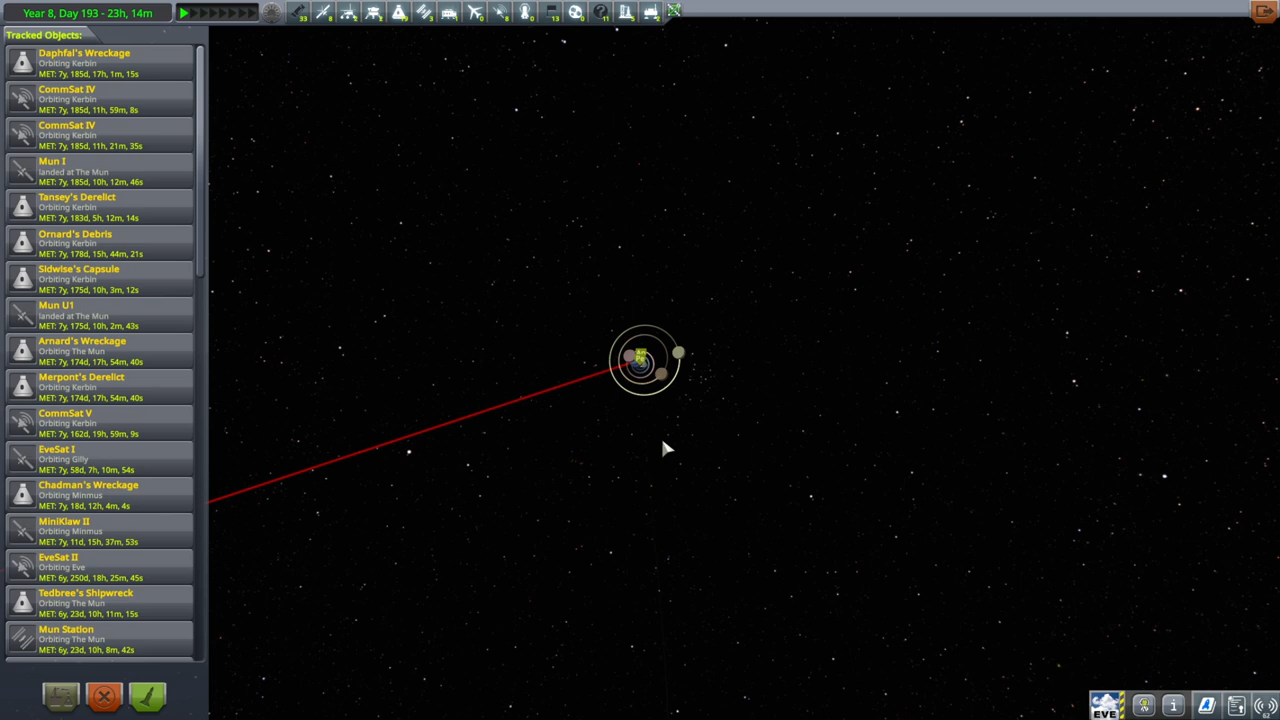 Year 8, Day 193 - 23h, 14m
Tracked Objects:
Daphfal's Wreckage
Orbiting Kerbin
MET: 7y, 185d, 17h, 1m, 15s
CommSat IV
Orbiting Kerbin
MET: 7y, 185d, 11h, 59m, 8s
CommSat IV
Orbiting Kerbin
MET: 7y, 185d, 11h, 21m, 35s
Mun I
landed at The Mun
MET: 7y, 185d, 10h, 12m, 46s
Tansey's Derelict
Orbiting Kerbin
MET: 7y, 183d, 5h, 12m, 14s
Ornard's Debris
Orbiting Kerbin
MET: 7y, 178d, 15h, 44m, 21s
Sidwise's Capsule
Orbiting Kerbin
MET: 7y, 175d, 10h, 3m, 12s
Mun U1
landed at The Mun
MET: 7y, 175d, 10h, 2m, 43s
Arnard's Wreckage
Orbiting The Mun
MET: 7y, 174d, 17h, 54m, 40s
Merpont's Derelict
Orbiting Kerbin
MET: 7y, 174d, 17h, 54m, 40s
CommSat V
Orbiting Kerbin
MET: 7y, 162d, 19h, 59m, 9s
EveSat I
Orbiting Gilly
MET: 7y, 58d, 7h, 10m, 54s
Chadman's Wreckage
Orbiting Minmus
MET: 7y, 18d, 12h, 4m, 4s
MiniKlaw II
Orbiting Minmus
MET: 7y, 11d, 15h, 37m, 53s
EveSat II
Orbiting Eve
MET: 6y, 250d, 18h, 25m, 45s
Tedbree's Shipwreck
Orbiting The Mun
MET: 6y, 23d, 10h, 11m, 15s
Mun Station
Orbiting The Mun
MET: 6y, 23d, 10h, 8m, 42s
EVE